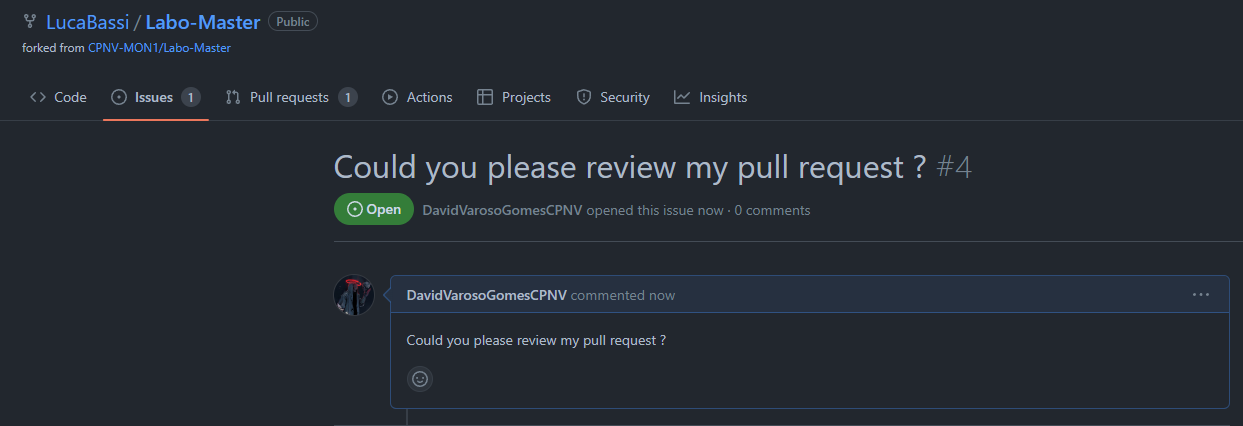 LucaBassi / Labo-Master Public
forked from CPNV-MON1/Labo-Master
Code Issues 1 Pull requests 1 Actions Projects Security Insights
Could you please review my pull request ? #4
Open DavidVarosoGomesCPNV opened this issue now · 0 comments
DavidVarosoGomesCPNV commented now
Could you please review my pull request ?